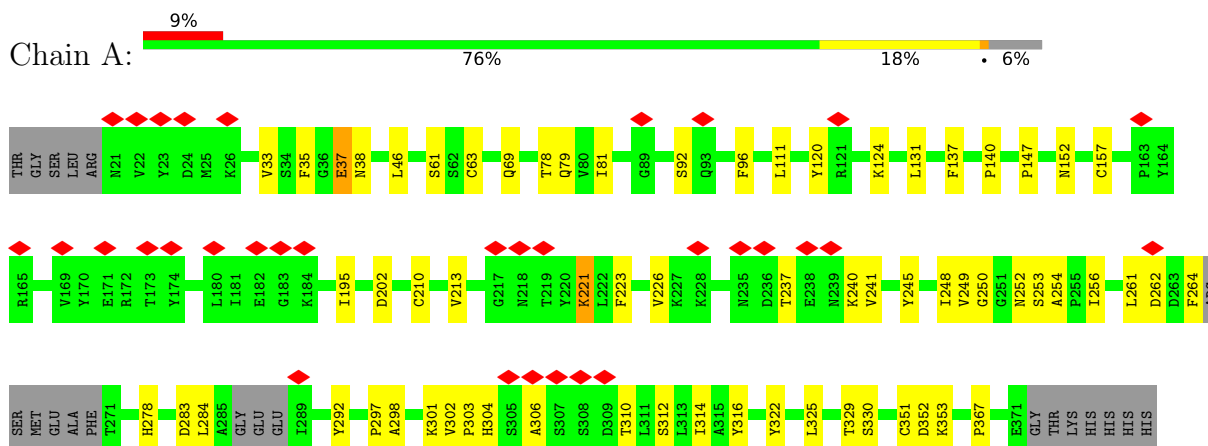 9%
Chain A:
76% 18% • 6%
THR GLY SER LEU ARG N21 V22 Y23 D24 M25 K26 V33 S34 F35 G36 E37 N38 L46 S61 S62 C63 Q69 T78 Q79 V80 I81 G89 S92 Q93 F96 L111 Y120 R121 K124 L131 F137 P140 P147 N152 C157 P163 Y164
R165 V169 Y170 E171 R172 T173 Y174 L180 I181 E182 G183 K184 I195 D202 C210 V213 G217 N218 T219 Y220 K221 L222 F223 V226 K227 K228 N235 D236 T237 E238 N239 K240 V241 Y245 I248 V249 G250 G251 N252 S253 A254 P255 I256 L261 D262 D263 F264
SER MET GLU ALA PHE T271 H278 D283 L284 A285 GLY GLU GLU I289 Y292 P297 A298 K301 V302 P303 H304 S305 A306 S307 S308 D309 T310 L311 S312 L313 I314 A315 Y316 Y322 L325 T329 S330 C351 D352 K353 P367 E371 GLY THR LYS HIS HIS HIS HIS HIS